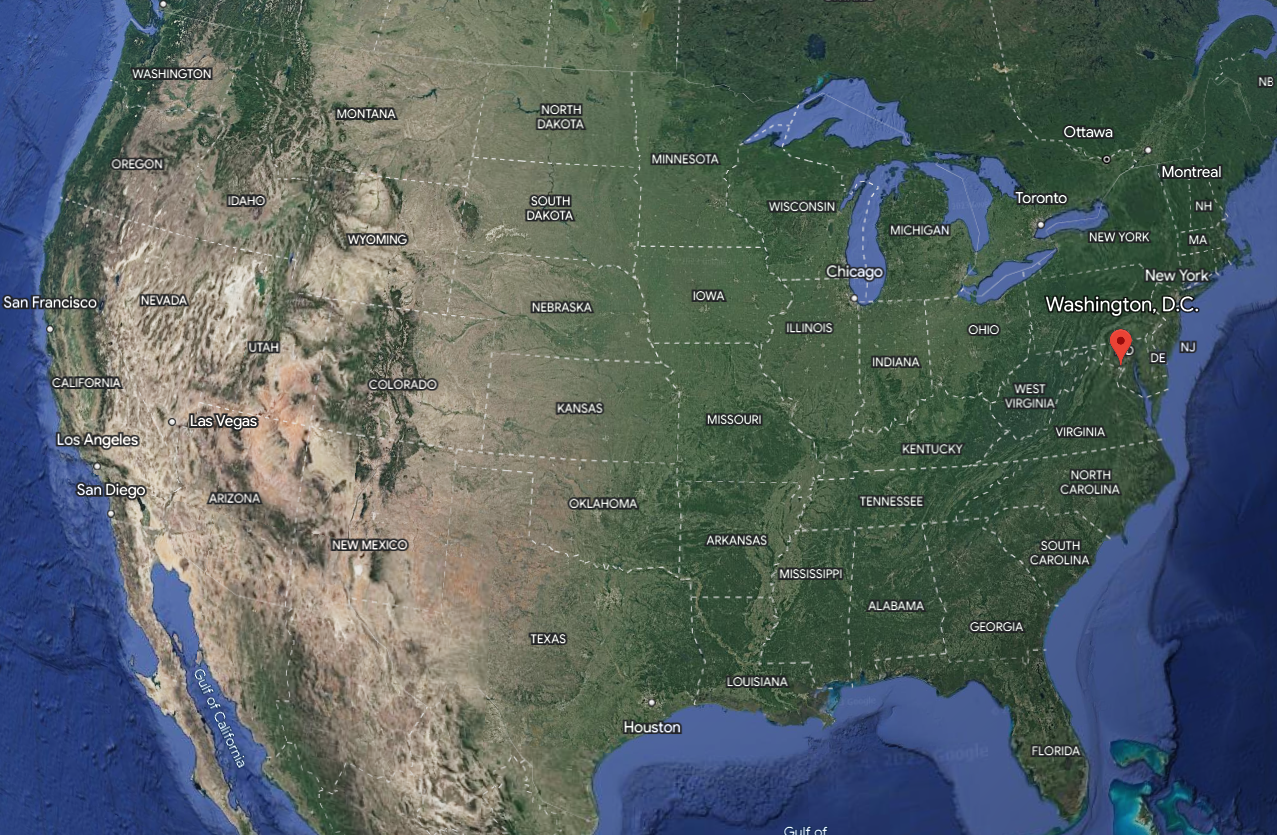 WASHINGTON
NB
MONTANA
NORTH
DAKOTA
Ottawa
OREGON
MINNESOTA
Montreal
IDAHO
SOUTH
DAKOTA
WISCONSIN
Toronto
NH
WYOMING
MICHIGAN
NEW YORK
MA
Chicago
New York
San Francisco
NEVADA
NEBRASKA
IOWA
Washington, D.C.
ILLINOIS
OHIO
UTAH
INDIANA
NJ
DE
CALIFORNIA
COLORADO
WEST
VIRGINIA
KANSAS
MISSOURI
Las Vegas
VIRGINIA
Los Angeles
KENTUCKY
San Diego
ARIZONA
NORTH
CAROLINA
OKLAHOMA
TENNESSEE
NEW MEXICO
ARKANSAS
SOUTH
CAROLINA
MISSISSIPPI
ALABAMA
GEORGIA
TEXAS
LOUISIANA
Gulf of California
Houston
FLORIDA
Google
Gulf of